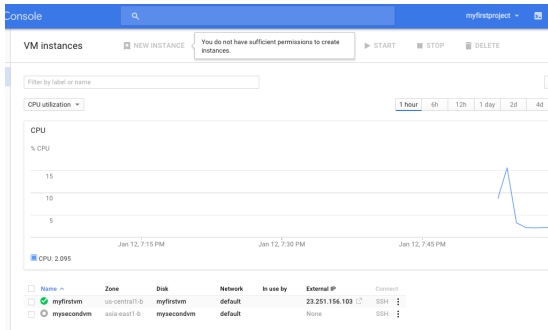 Console
myfirstproject
VM instances
NEW INSTANCE
You do not have sufficient permissions to create
instances.
START
STOP
DELETE
Filter by label or name
CPU utilization
1 hour 6h 12h 1 day 2d 4d
CPU
% CPU
15
10
5
Jan 12, 7:15 PM Jan 12, 7:30 PM Jan 12, 7:45 PM
CPU: 2.095
Name Zone Disk Network In use by External IP Connect
myfirstvm us-central1-b myfirstvm default 23.251.156.103 SSH
mysecondvm asia-east1-b mysecondvm default None SSH